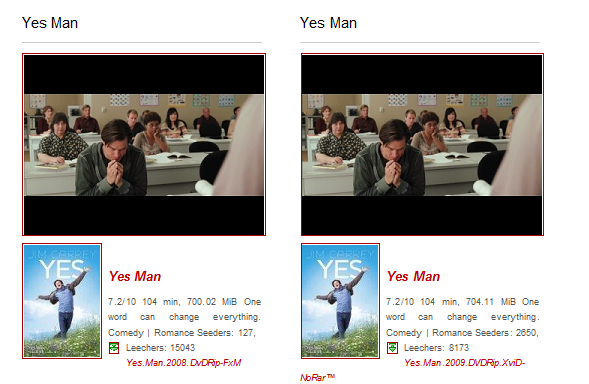 Yes Man
JIM CARREY
YES
Yes Man
7.2/10 104 min, 700.02 MiB One
word can change everything.
Comedy | Romance Seeders: 127,
Leechers: 15043
Yes.Man.2008.DvDRip-FxM
Yes Man
JIM CARREY
YES
Yes Man
7.2/10 104 min, 704.11 MiB One
word can change everything.
Comedy | Romance Seeders: 2650,
Leechers: 8173
Yes.Man.2009.DVDRip.XviD-
NoRar™